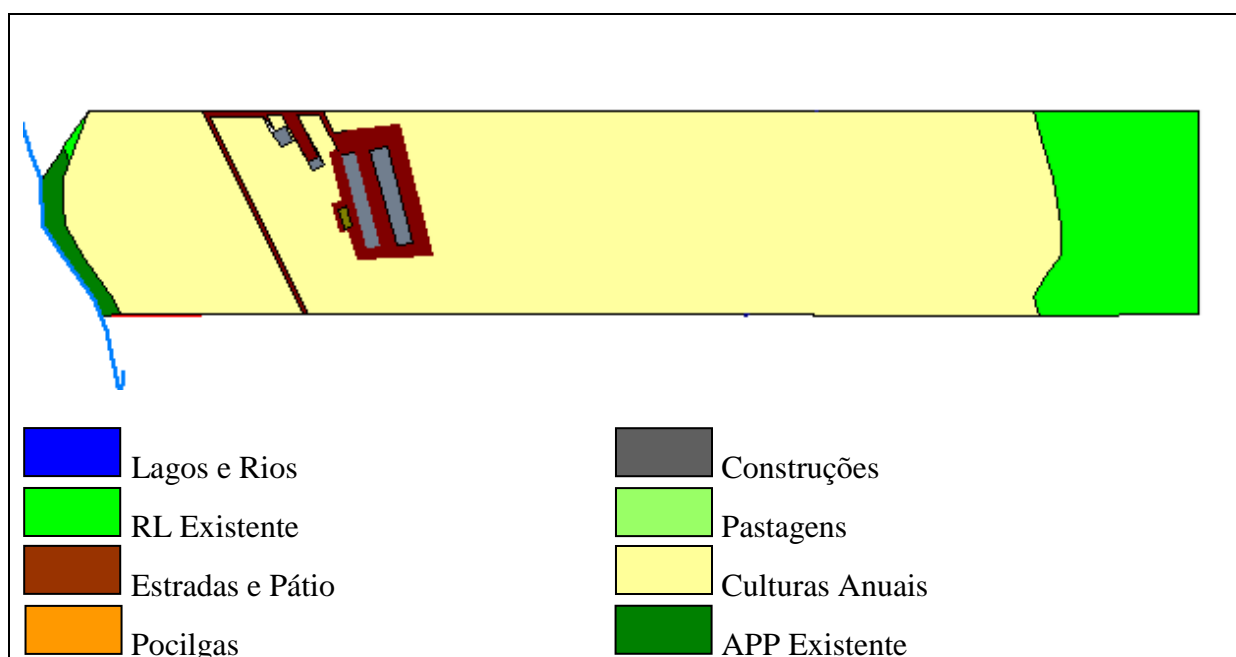 Lagos e Rios
Construções
RL Existente
Pastagens
Estradas e Pátio
Culturas Anuais
Pocilgas
APP Existente